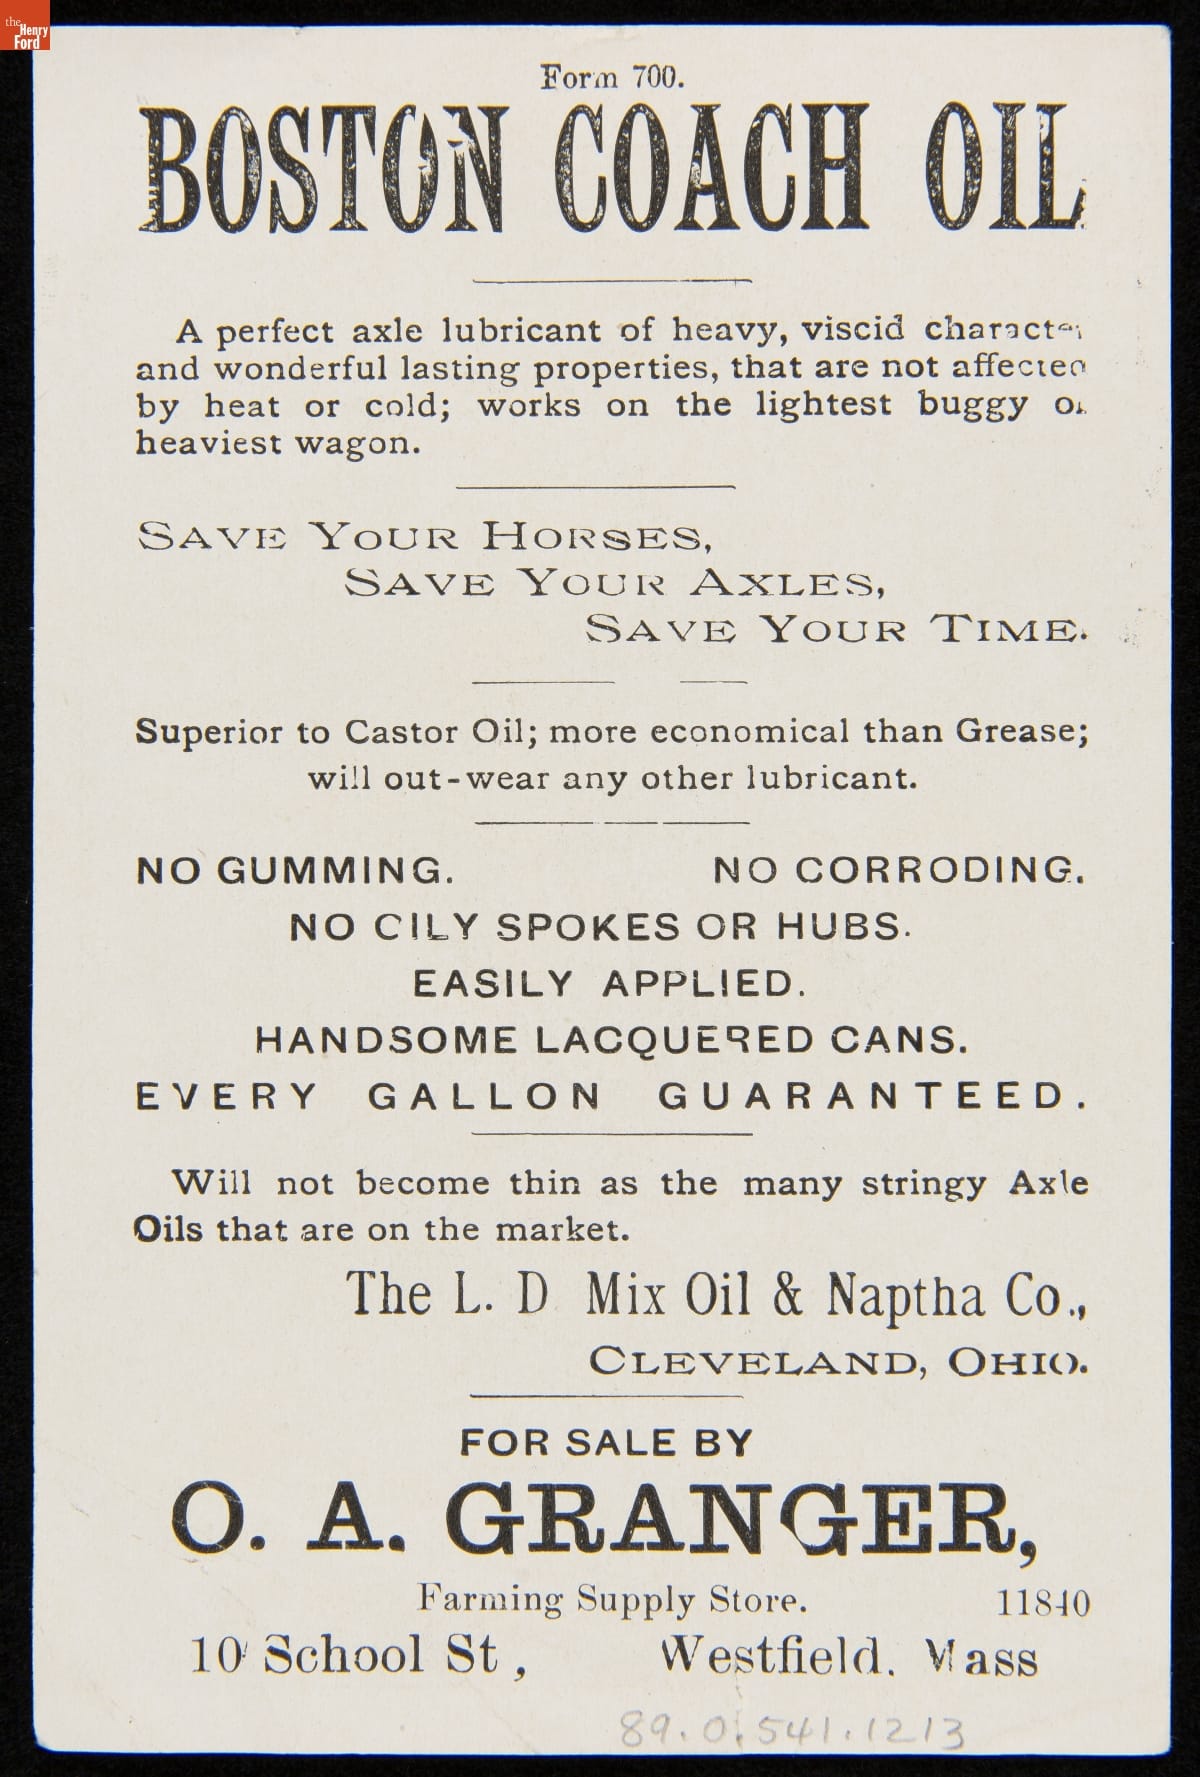 the
Henry
Ford
Form 700.
BOSTON COACH OIL
A perfect axle lubricant of heavy, viscid character
and wonderful lasting properties, that are not affected
by heat or cold; works on the lightest buggy or
heaviest wagon.
SAVE YOUR HORSES,
SAVE YOUR AXLES,
SAVE YOUR TIME.
Superior to Castor Oil; more economical than Grease;
will out-wear any other lubricant.
NO GUMMING. NO CORRODING.
NO OILY SPOKES OR HUBS.
EASILY APPLIED.
HANDSOME LACQUERED CANS.
EVERY GALLON GUARANTEED.
Will not become thin as the many stringy Axle
Oils that are on the market.
The L. D. Mix Oil & Naptha Co.,
CLEVELAND, OHIO.
FOR SALE BY
O. A. GRANGER,
Farming Supply Store. 11840
10 School St, Westfield. Mass
89.0.541.1213